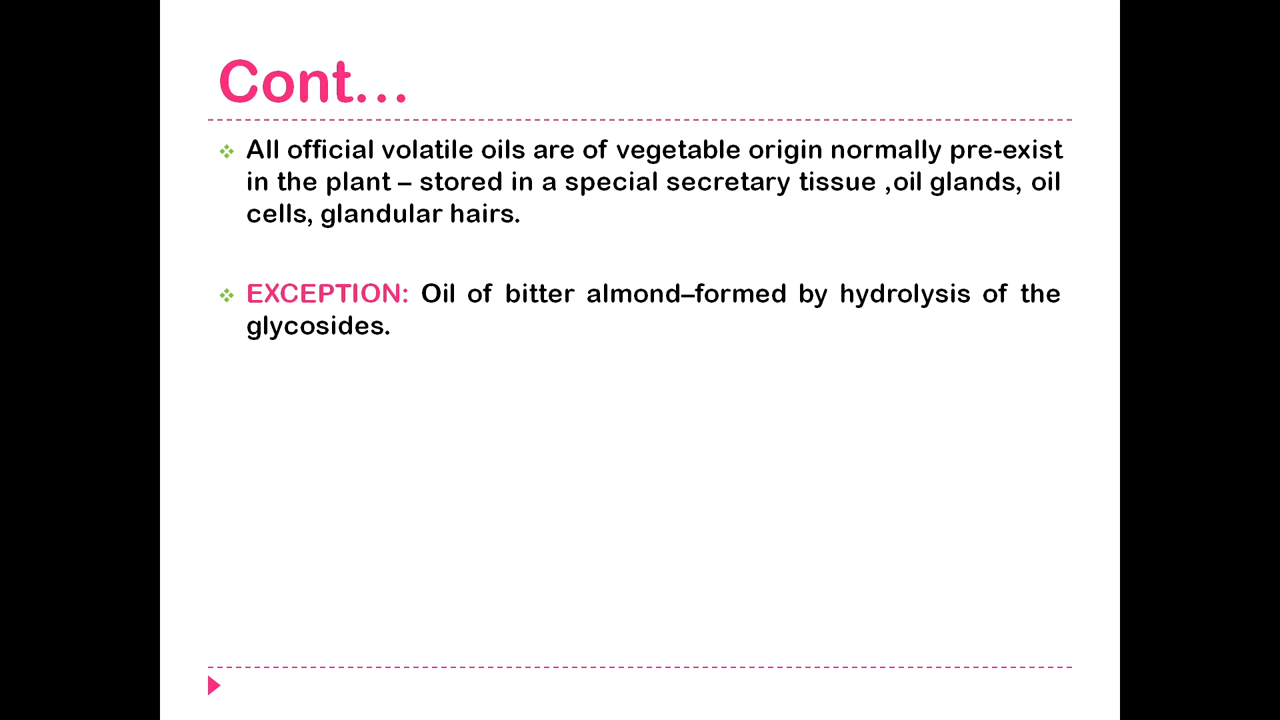 Cont...
All official volatile oils are of vegetable origin normally pre-exist
in the plant – stored in a special secretary tissue ,oil glands, oil
cells, glandular hairs.
EXCEPTION: Oil of bitter almond–formed by hydrolysis of the
glycosides.